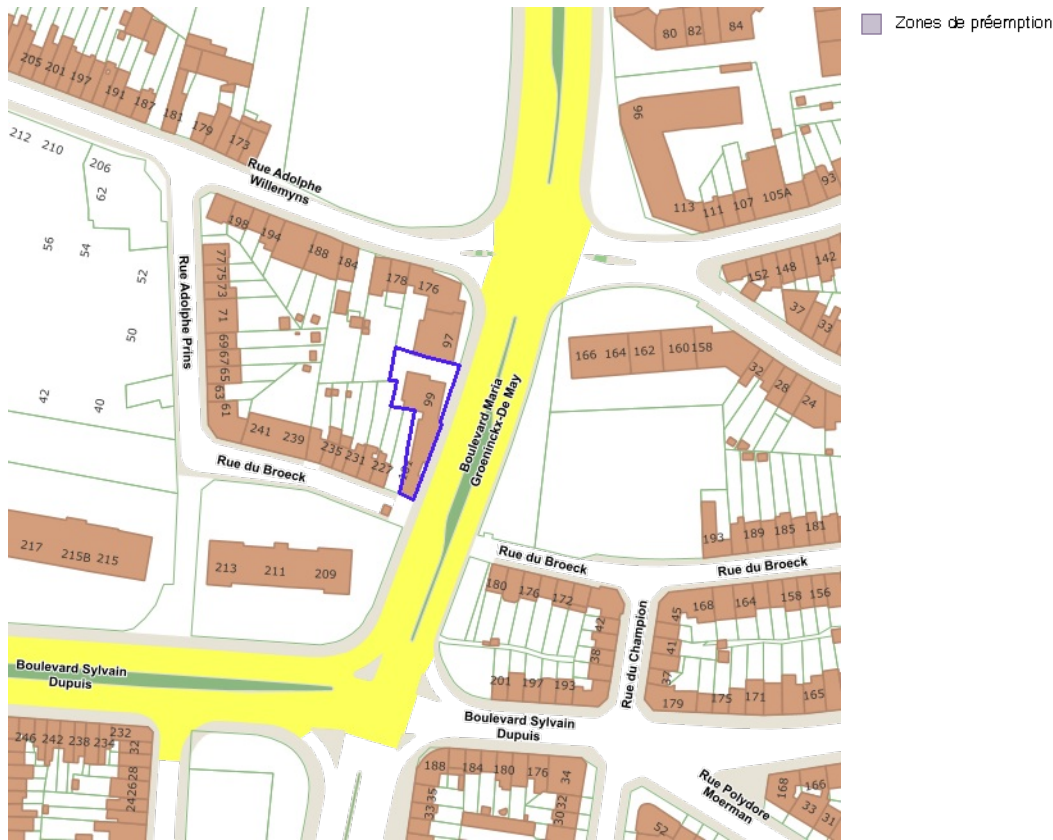 Zones de préemption
80 82 84
205 201 197 191 187 181 179 173
96
212 210 206
62
Rue Adolphe
Willemyns
113 111 107 105A 93
56 54 52
198 194 188 184 178 176
77 75 73 71 69 67 65 63 61
Rue Adolphe Prins
152 148 142
37 33
50
97
166 164 162 160 158
42 40
99
32 28 24
Boulevard Maria
Groeninckx-De May
241 239 235 231 227
Rue du Broeck
193 189 185 181
217 215B 215
213 211 209
Rue du Broeck
Rue du Broeck
180 176 172
42
38
45
41
37
168 164 158 156
Rue du Champion
Boulevard Sylvain
Dupuis
201 197 193
179 175 171 165
Boulevard Sylvain
Dupuis
246 242 238 234 232
32
28
26
24
188 184 180 176 34
35
33
32
30
Rue Polydore
Moerman
168 166
33 31
52